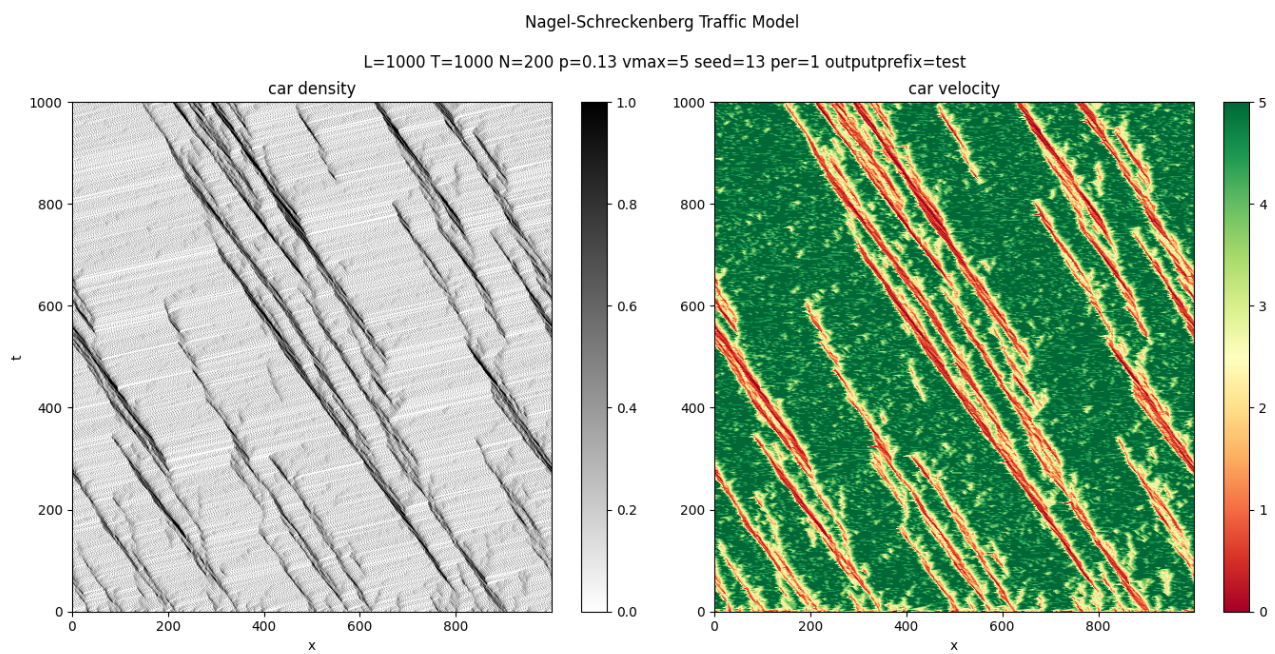 Nagel-Schreckenberg Traffic Model
L=1000 T=1000 N=200 p=0.13 vmax=5 seed=13 per=1 outputprefix=test
car density
1000
800
600
400
200
0
t
0 200 400 600 800
x
1.0
0.8
0.6
0.4
0.2
0.0
car velocity
1000
800
600
400
200
0
0 200 400 600 800
x
5
4
3
2
1
0